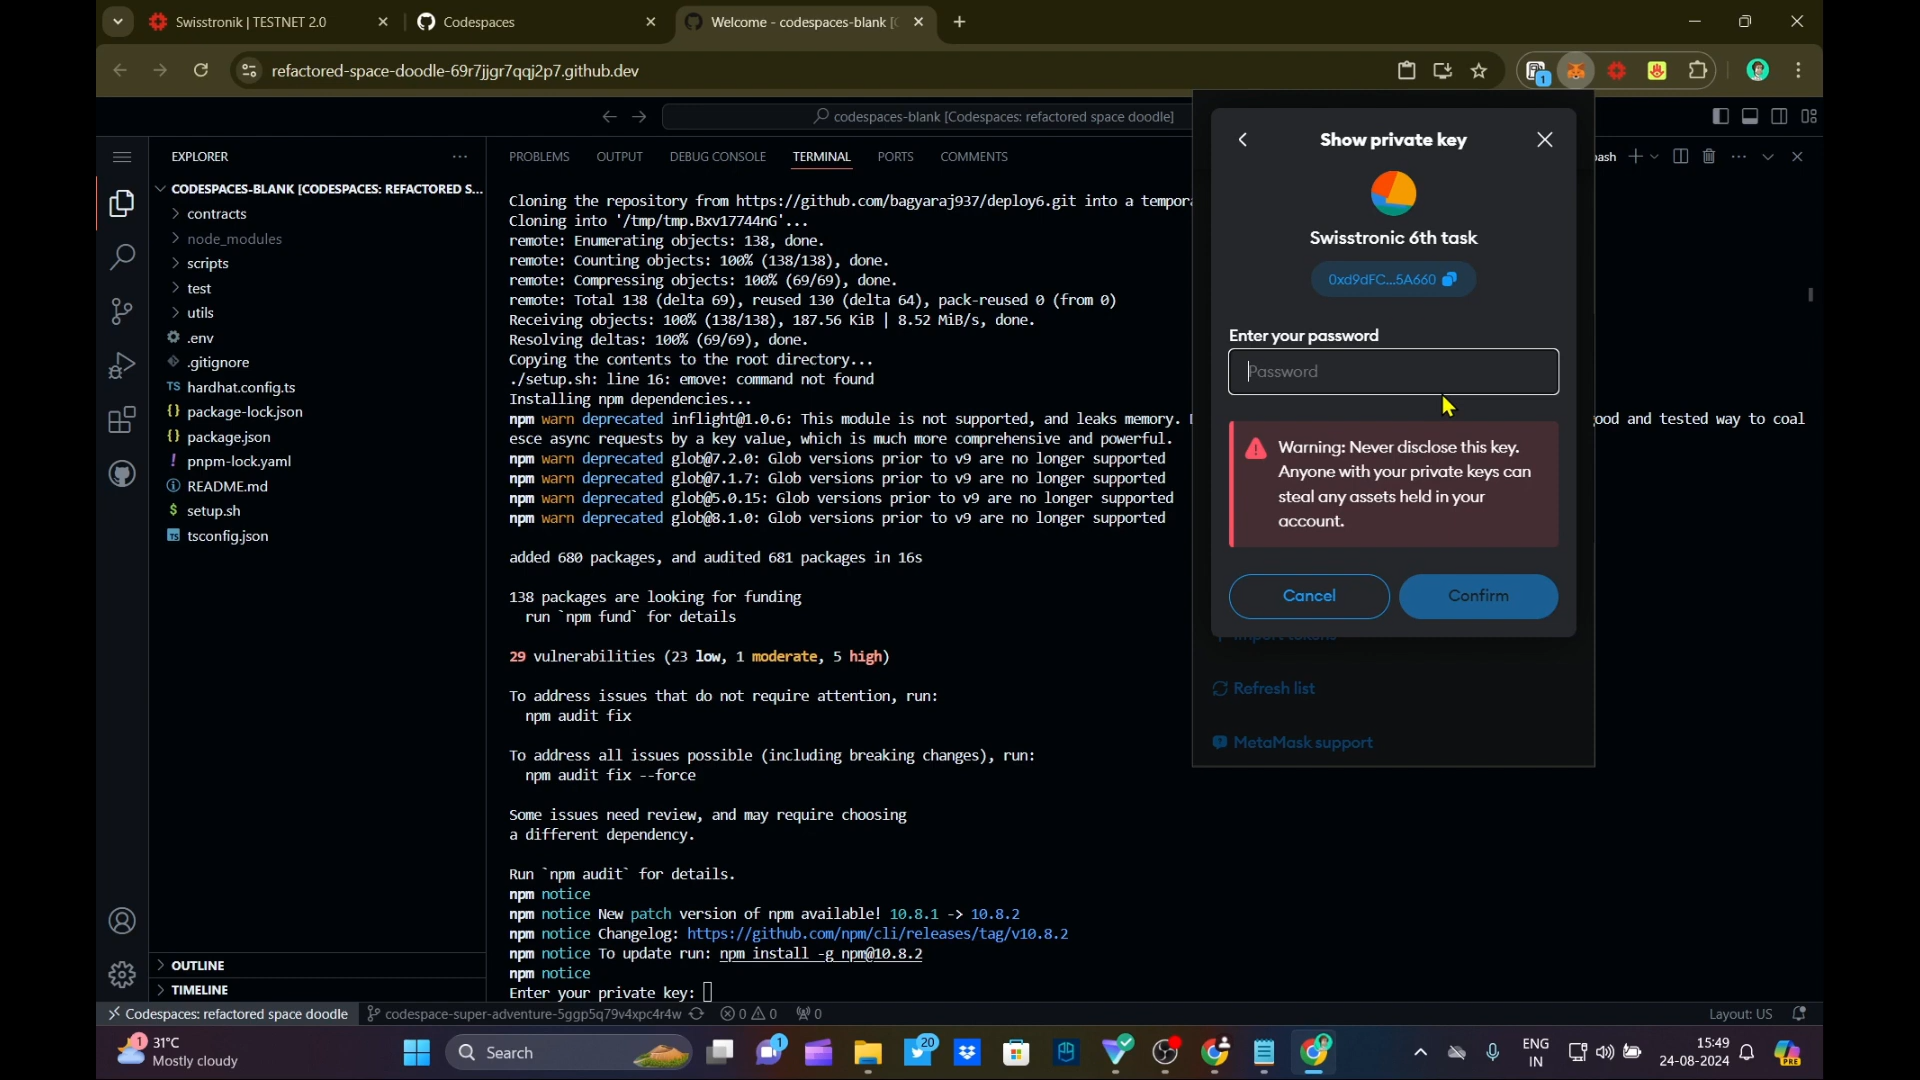 Swisstronik | TESTNET 2.0
Codespaces
Welcome - codespaces-blank [C
refactored-space-doodle-69r7jjgr7qqj2p7.github.dev
1
codespaces-blank [Codespaces: refactored space doodle]
EXPLORER
CODESPACES-BLANK [CODESPACES: REFACTORED S...
contracts
node_modules
scripts
test
utils
.env
.gitignore
TS hardhat.config.ts
{} package-lock.json
{} package.json
! pnpm-lock.yaml
README.md
$ setup.sh
tsconfig.json
OUTLINE
TIMELINE
PROBLEMS OUTPUT DEBUG CONSOLE TERMINAL PORTS COMMENTS
ash
Cloning the repository from https://github.com/bagyaraj937/deploy6.git into a tempora
Cloning into '/tmp/tmp.Bxv17744nG'...
remote: Enumerating objects: 138, done.
remote: Counting objects: 100% (138/138), done.
remote: Compressing objects: 100% (69/69), done.
remote: Total 138 (delta 69), reused 130 (delta 64), pack-reused 0 (from 0)
Receiving objects: 100% (138/138), 187.56 KiB | 8.52 MiB/s, done.
Resolving deltas: 100% (69/69), done.
Copying the contents to the root directory...
./setup.sh: line 16: emove: command not found
Installing npm dependencies...
npm warn deprecated inflight@1.0.6: This module is not supported, and leaks memory. ood and tested way to coal
esce async requests by a key value, which is much more comprehensive and powerful.
npm warn deprecated glob@7.2.0: Glob versions prior to v9 are no longer supported
npm warn deprecated glob@7.1.7: Glob versions prior to v9 are no longer supported
npm warn deprecated glob@5.0.15: Glob versions prior to v9 are no longer supported
npm warn deprecated glob@8.1.0: Glob versions prior to v9 are no longer supported
added 680 packages, and audited 681 packages in 16s
138 packages are looking for funding
run `npm fund` for details
29 vulnerabilities (23 low, 1 moderate, 5 high)
To address issues that do not require attention, run:
npm audit fix
To address all issues possible (including breaking changes), run:
npm audit fix --force
Some issues need review, and may require choosing
a different dependency.
Run `npm audit` for details.
npm notice
npm notice New patch version of npm available! 10.8.1 -> 10.8.2
npm notice Changelog: https://github.com/npm/cli/releases/tag/v10.8.2
npm notice To update run: npm install -g npm@10.8.2
npm notice
Enter your private key:
Show private key
Swisstronic 6th task
0xd9dFC...5A660
Enter your password
Password
Warning: Never disclose this key.
Anyone with your private keys can
steal any assets held in your
account.
Cancel
Confirm
Import tokens
Refresh list
MetaMask support
Codespaces: refactored space doodle
codespace-super-adventure-5ggp5q79v4xpc4r4w
0 0
0
Layout: US
1
31°C
Mostly cloudy
Search
1
20
ENG
IN
15:49
24-08-2024
PRE